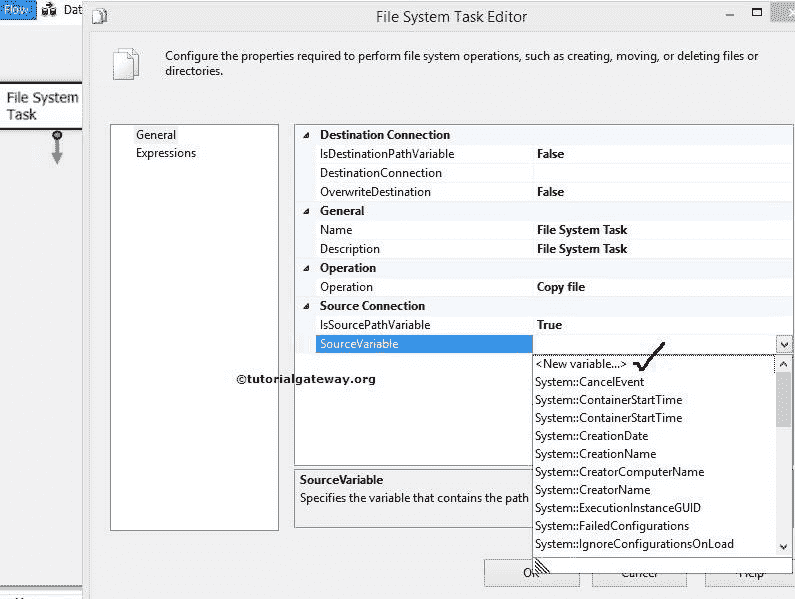 Flow Dat
File System Task Editor
Configure the properties required to perform file system operations, such as creating, moving, or deleting files or
directories.
File System
Task
General
Expressions
Destination Connection
IsDestinationPathVariable False
DestinationConnection
OverwriteDestination False
General
Name File System Task
Description File System Task
Operation
Operation Copy file
Source Connection
IsSourcePathVariable True
SourceVariable
<New variable...>
System::CancelEvent
System::ContainerStartTime
System::ContainerStartTime
System::CreationDate
System::CreationName
System::CreatorComputerName
System::CreatorName
System::ExecutionInstanceGUID
System::FailedConfigurations
System::IgnoreConfigurationsOnLoad
©tutorialgateway.org
SourceVariable
Specifies the variable that contains the path
OK Cancel Help